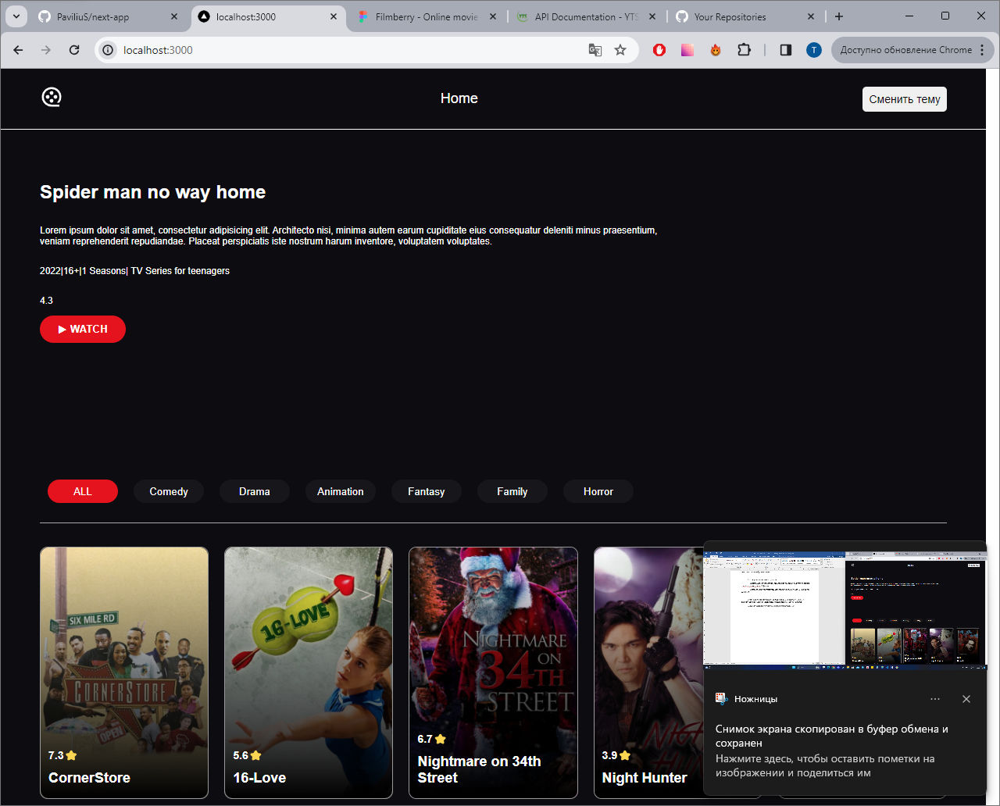 PaviliuS/next-app
localhost:3000
Filmberry - Online movie
API Documentation - YTS
Your Repositories
localhost:3000
T
Доступно обновление Chrome
Home
Сменить тему
Spider man no way home
Lorem ipsum dolor sit amet, consectetur adipisicing elit. Architecto nisi, minima autem earum cupiditate eius consequatur deleniti minus praesentium,
veniam reprehenderit repudiandae. Placeat perspiciatis iste nostrum harum inventore, voluptatem voluptates.
2022|16+|1 Seasons| TV Series for teenagers
4.3
▶ WATCH
ALL
Comedy
Drama
Animation
Fantasy
Family
Horror
SIX MILE RD
CORNERSTORE
OPEN
7.3
CornerStore
16-LOVE
5.6
16-Love
NIGHTMARE
ON
34TH
STREET
6.7
Nightmare on 34th
Street
3.9
Night Hunter
Ножницы
Снимок экрана скопирован в буфер обмена и
сохранен
Нажмите здесь, чтобы оставить пометки на
изображении и поделиться им